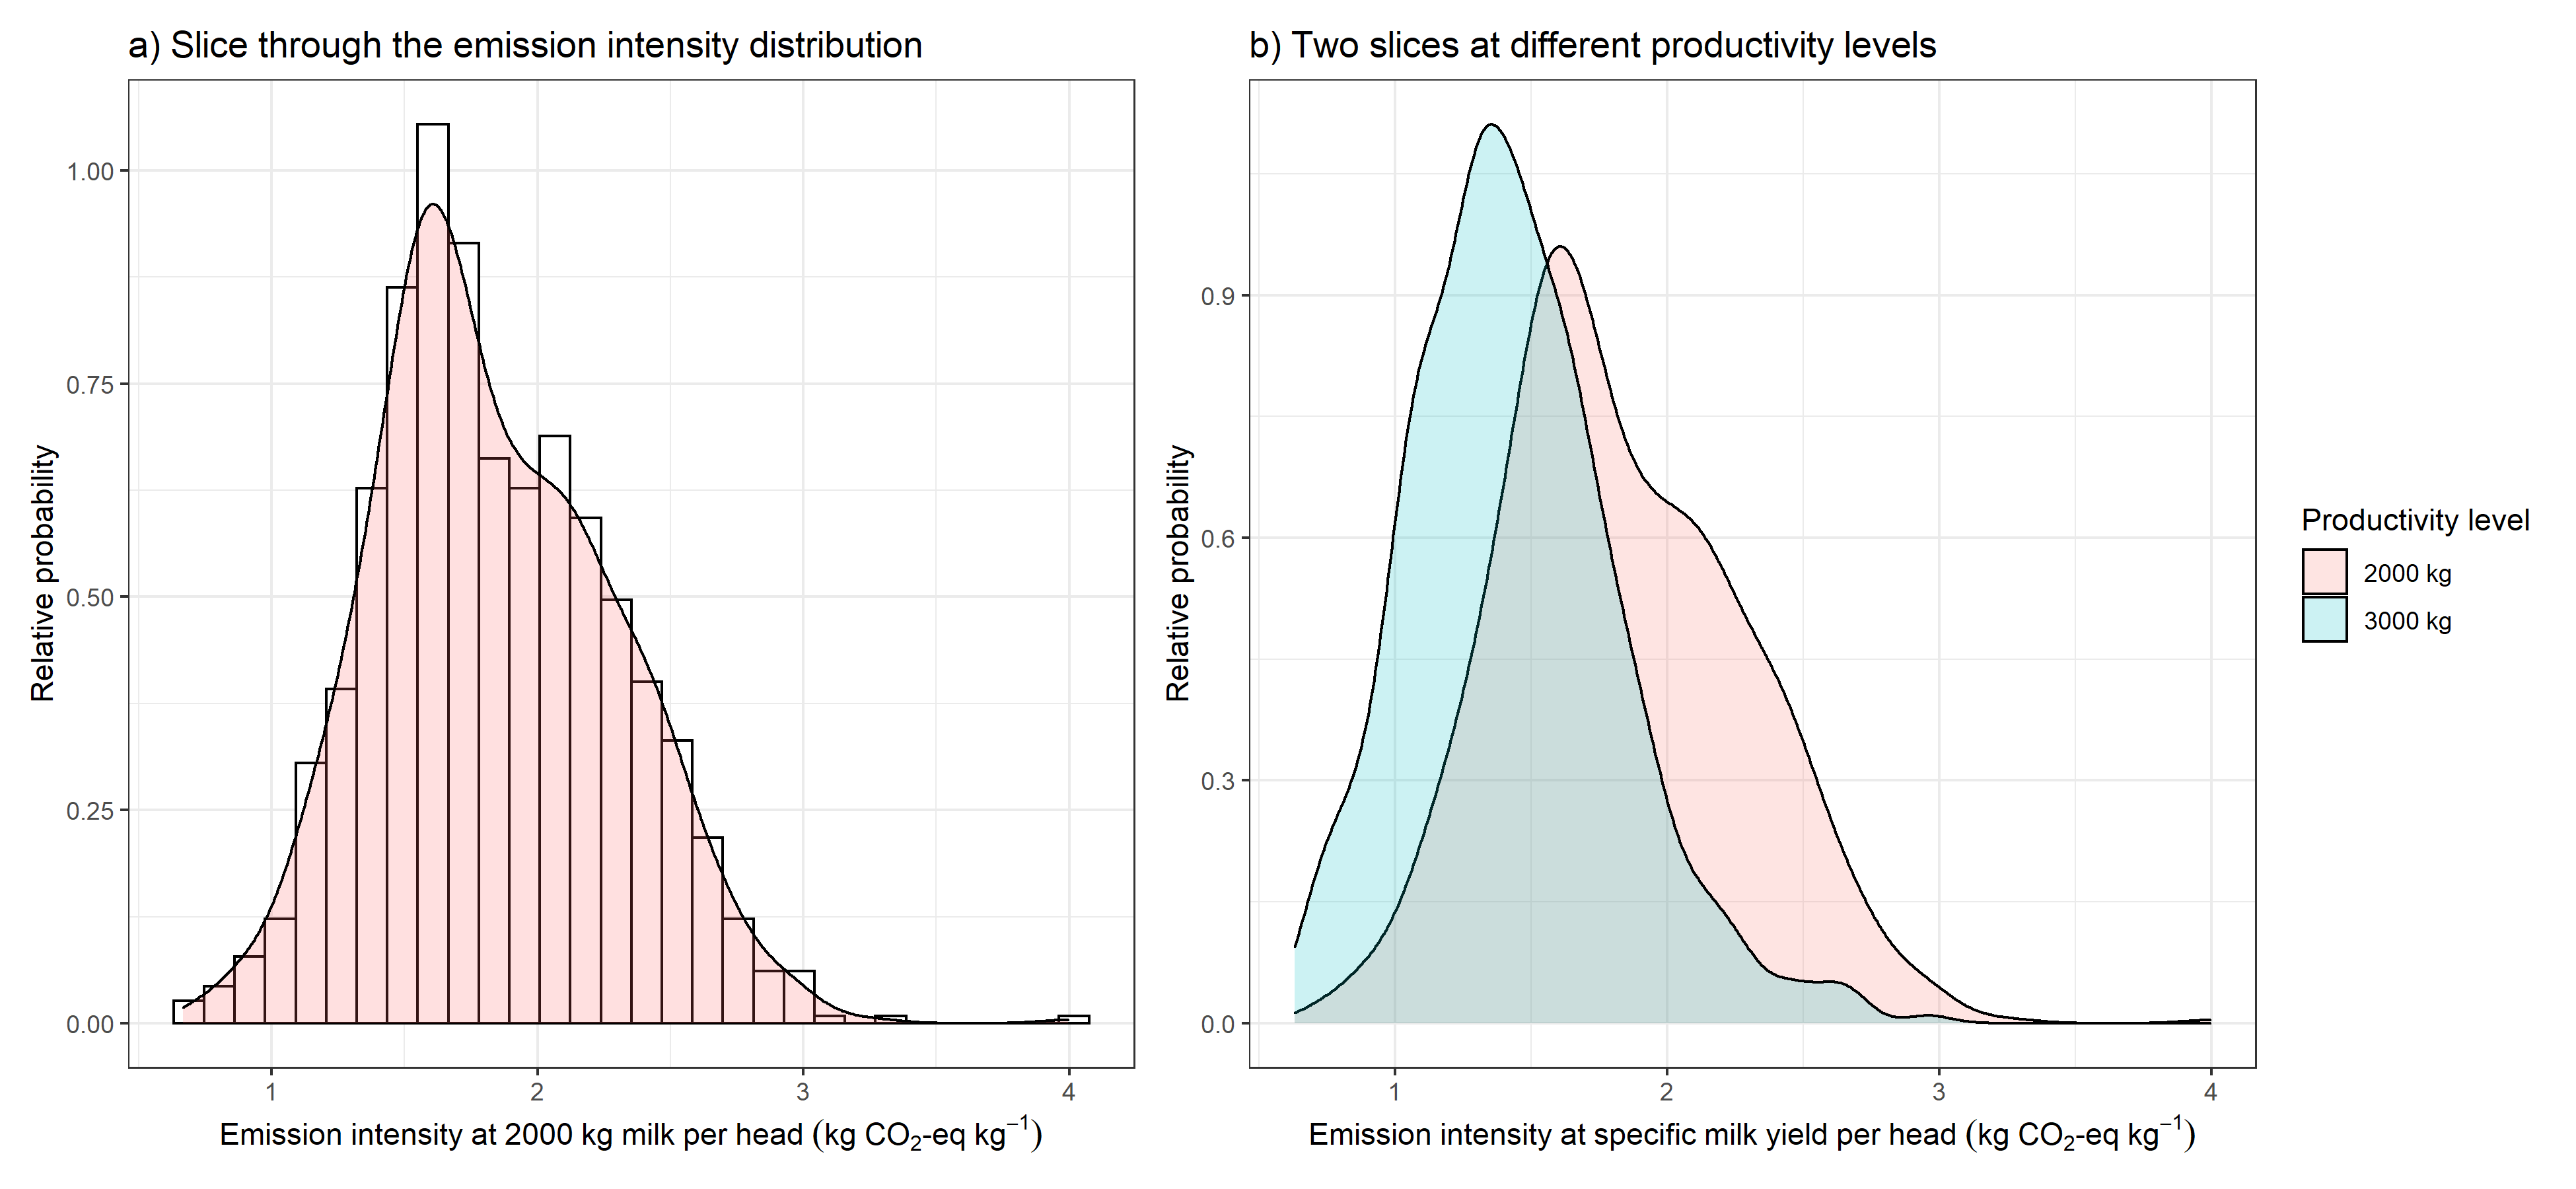 a) Slice through the emission intensity distribution
Relative probability
1.00
0.75
0.50
0.25
0.00
1 2 3 4
Emission intensity at 2000 kg milk per head (kg CO₂-eq kg⁻¹)
b) Two slices at different productivity levels
Relative probability
0.9
0.6
0.3
0.0
1 2 3 4
Emission intensity at specific milk yield per head (kg CO₂-eq kg⁻¹)
Productivity level
2000 kg
3000 kg